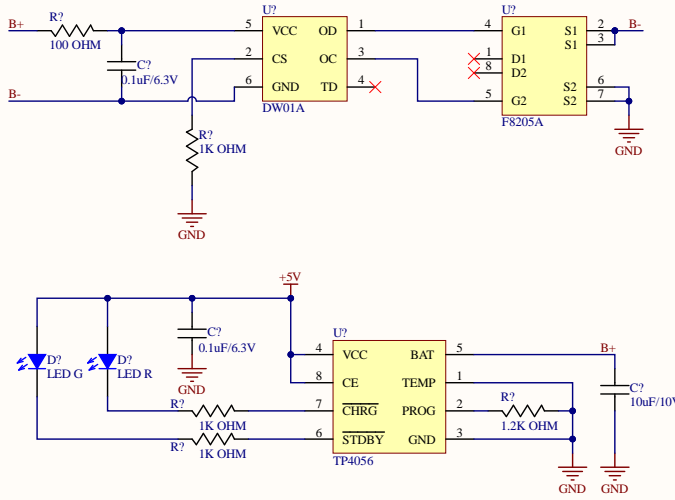 B+
R?
100 OHM
C?
0.1uF/6.3V
B-
U?
5 VCC OD 1
2 CS OC 3
6 GND TD 4
DW01A
R?
1K OHM
GND
U?
4 G1 S1 2
S1 3
1 D1
8 D2
S2 6
5 G2 S2 7
F8205A
B-
GND
+5V
D?
LED G
D?
LED R
C?
0.1uF/6.3V
GND
R?
1K OHM
R?
1K OHM
U?
4 VCC BAT 5
8 CE TEMP 1
7 CHRG PROG 2
6 STDBY GND 3
TP4056
R?
1.2K OHM
B+
C?
10uF/10V
GND
GND